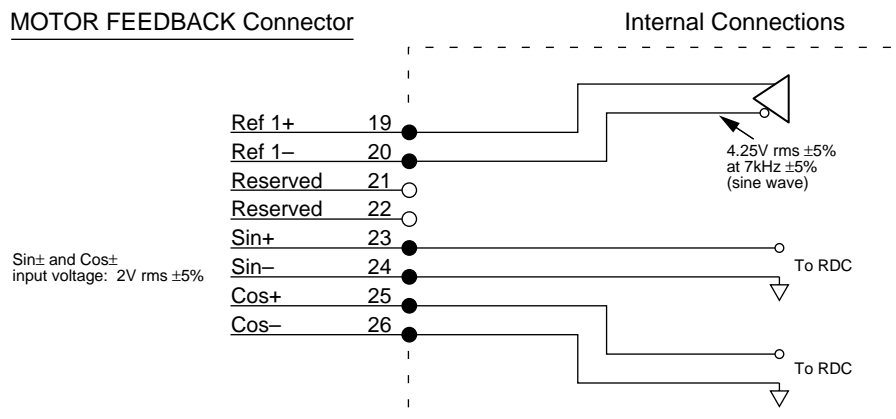 MOTOR FEEDBACK Connector
Internal Connections
Ref 1+ 19
Ref 1– 20
Reserved 21
Reserved 22
Sin+ 23
Sin– 24
Cos+ 25
Cos– 26
4.25V rms ±5%
at 7kHz ±5%
(sine wave)
Sin± and Cos±
input voltage: 2V rms ±5%
To RDC
To RDC